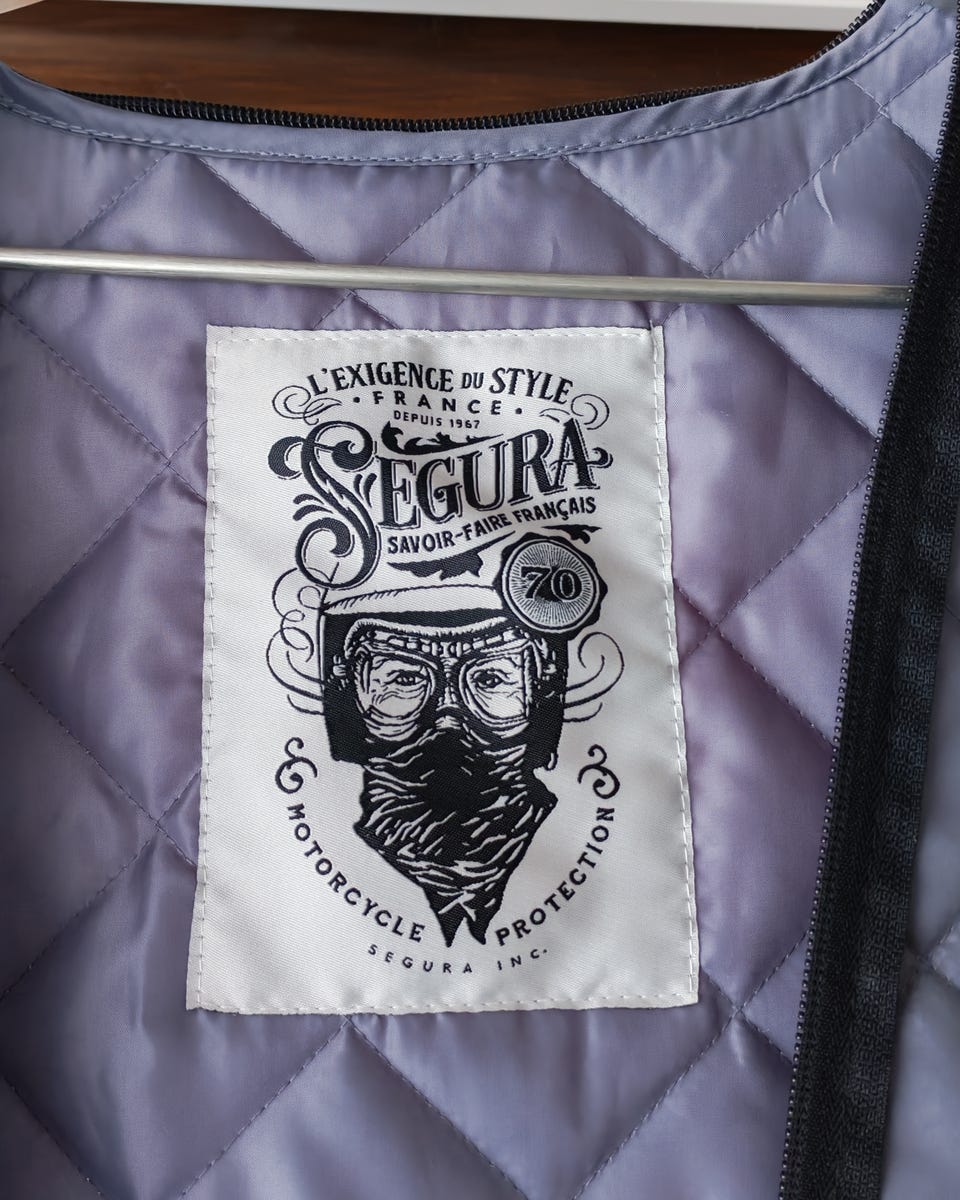 L'EXIGENCE DU STYLE
• FRANCE •
DEPUIS 1967
SEGURA
SAVOIR-FAIRE FRANÇAIS
70
MOTORCYCLE PROTECTION
SEGURA INC.